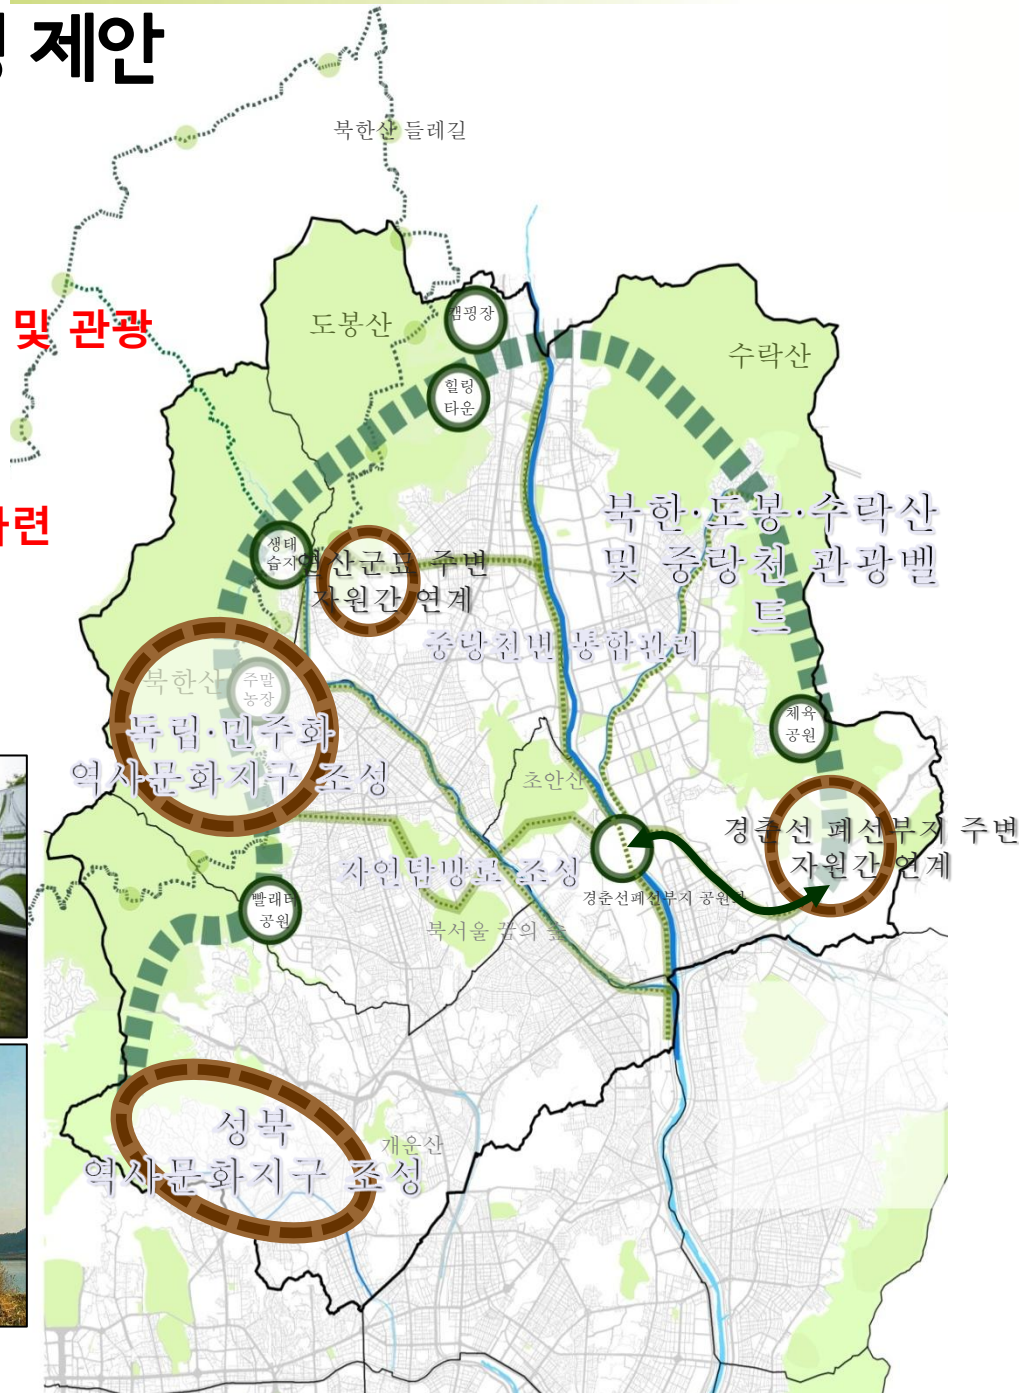 제안
북한산 들레길
및 관광
도봉산
캠핑장
수락산
힐링
타운
련
북한·도봉·수락산
및 중랑천 관광벨
트
생태
습지
연산군묘 주변
자원간 연계
중랑천변 통합관리
북한산
주말
농장
독립·민주화
역사문화지구 조성
체육
공원
초안산
경춘선 폐선부지 주변
자원간 연계
자연탐방로 조성
경춘선폐선부지 공원화
빨래터
공원
북서울 꿈의 숲
성북
역사문화지구 조성
개운산